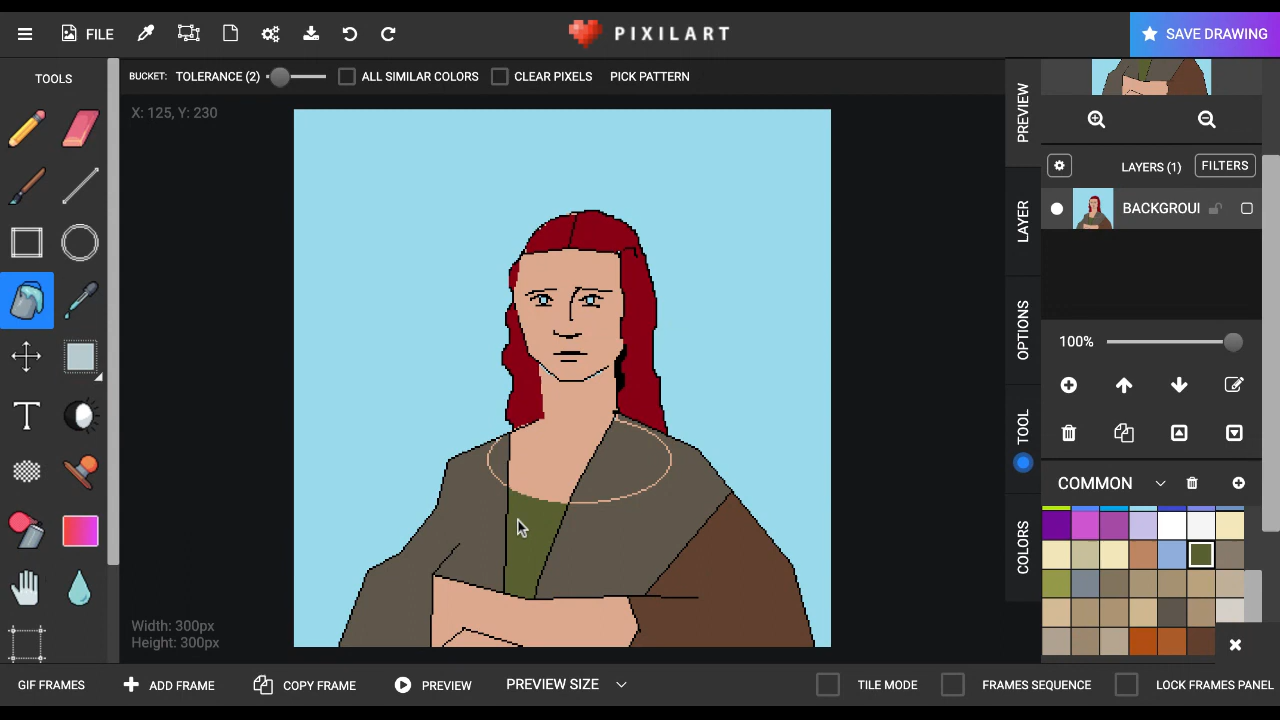 FILE
PIXILART
SAVE DRAWING
TOOLS
BUCKET: TOLERANCE (2) ALL SIMILAR COLORS CLEAR PIXELS PICK PATTERN
X: 125, Y: 230
PREVIEW
LAYER
OPTIONS
TOOL
COLORS
LAYERS (1) FILTERS
BACKGROUI
100%
COMMON
T
Width: 300px
Height: 300px
GIF FRAMES ADD FRAME COPY FRAME PREVIEW PREVIEW SIZE TILE MODE FRAMES SEQUENCE LOCK FRAMES PANEL